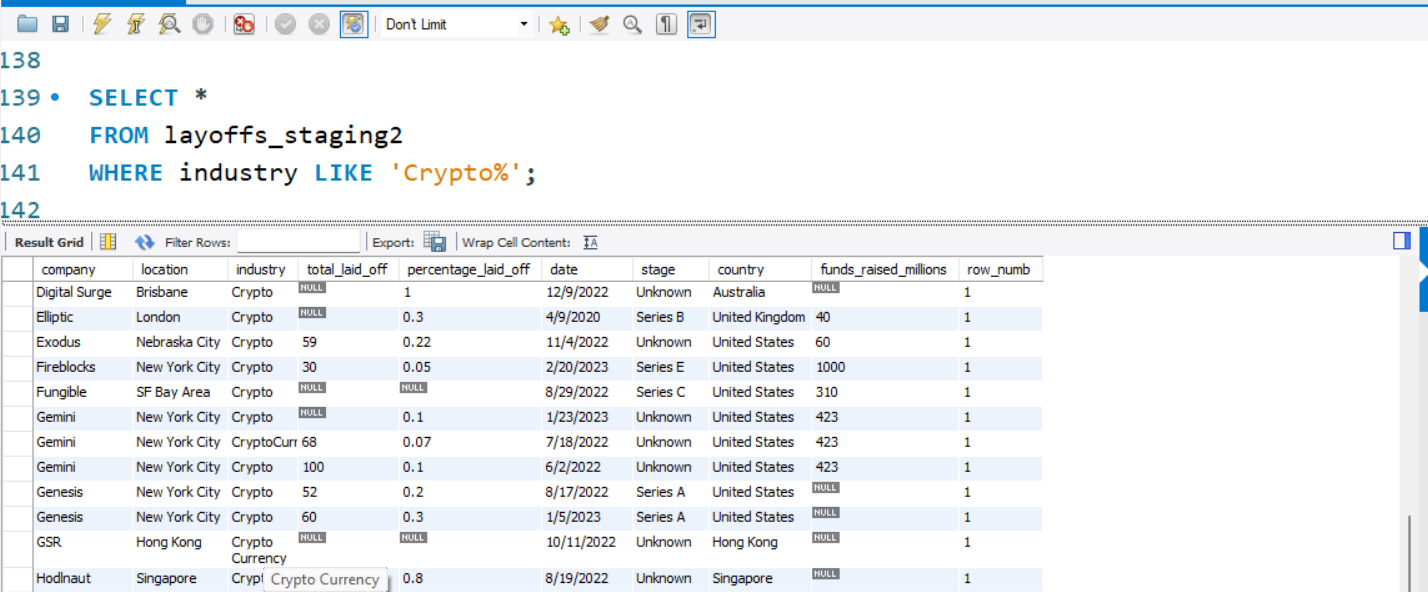 Don't Limit
138
139 SELECT *
140 FROM layoffs_staging2
141 WHERE industry LIKE 'Crypto%';
142
Result Grid Filter Rows: Export: Wrap Cell Content: IA
company location industry total_laid_off percentage_laid_off date stage country funds_raised_millions row_numb
Digital Surge Brisbane Crypto NULL 1 12/9/2022 Unknown Australia NULL 1
Elliptic London Crypto NULL 0.3 4/9/2020 Series B United Kingdom 40 1
Exodus Nebraska City Crypto 59 0.22 11/4/2022 Unknown United States 60 1
Fireblocks New York City Crypto 30 0.05 2/20/2023 Series E United States 1000 1
Fungible SF Bay Area Crypto NULL NULL 8/29/2022 Series C United States 310 1
Gemini New York City Crypto NULL 0.1 1/23/2023 Unknown United States 423 1
Gemini New York City CryptoCurr 68 0.07 7/18/2022 Unknown United States 423 1
Gemini New York City Crypto 100 0.1 6/2/2022 Unknown United States 423 1
Genesis New York City Crypto 52 0.2 8/17/2022 Series A United States NULL 1
Genesis New York City Crypto 60 0.3 1/5/2023 Series A United States NULL 1
GSR Hong Kong Crypto NULL NULL 10/11/2022 Unknown Hong Kong NULL 1
Currency
Hodlnaut Singapore Crypt Crypto Currency 0.8 8/19/2022 Unknown Singapore NULL 1